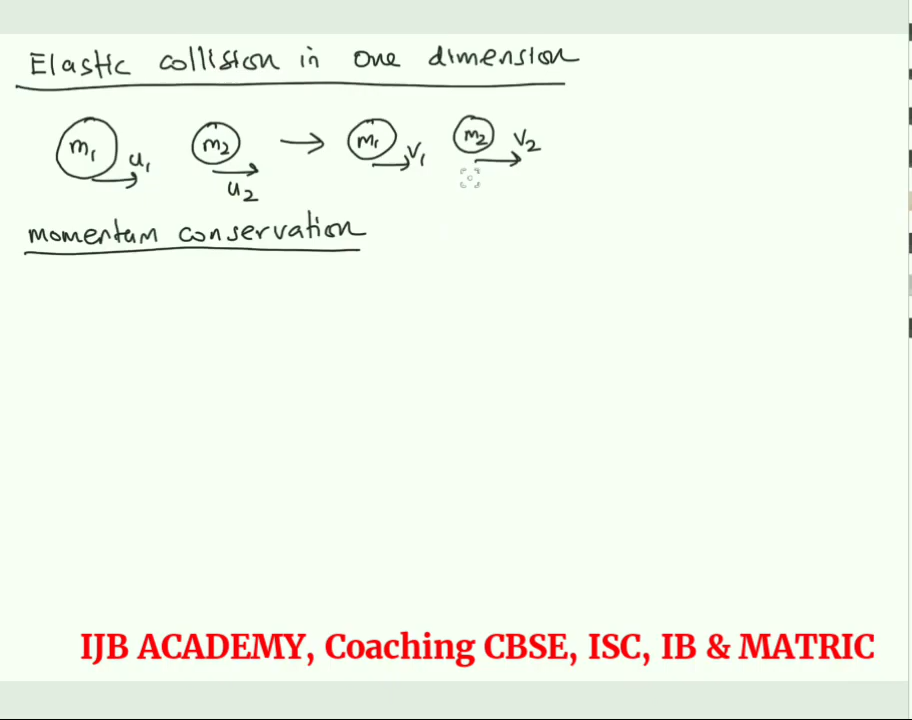 Elastic collision in one dimension
m₁ u₁ m₂ u₂ → m₁ v₁ m₂ v₂
momentum conservation
IJB ACADEMY, Coaching CBSE, ISC, IB & MATRIC